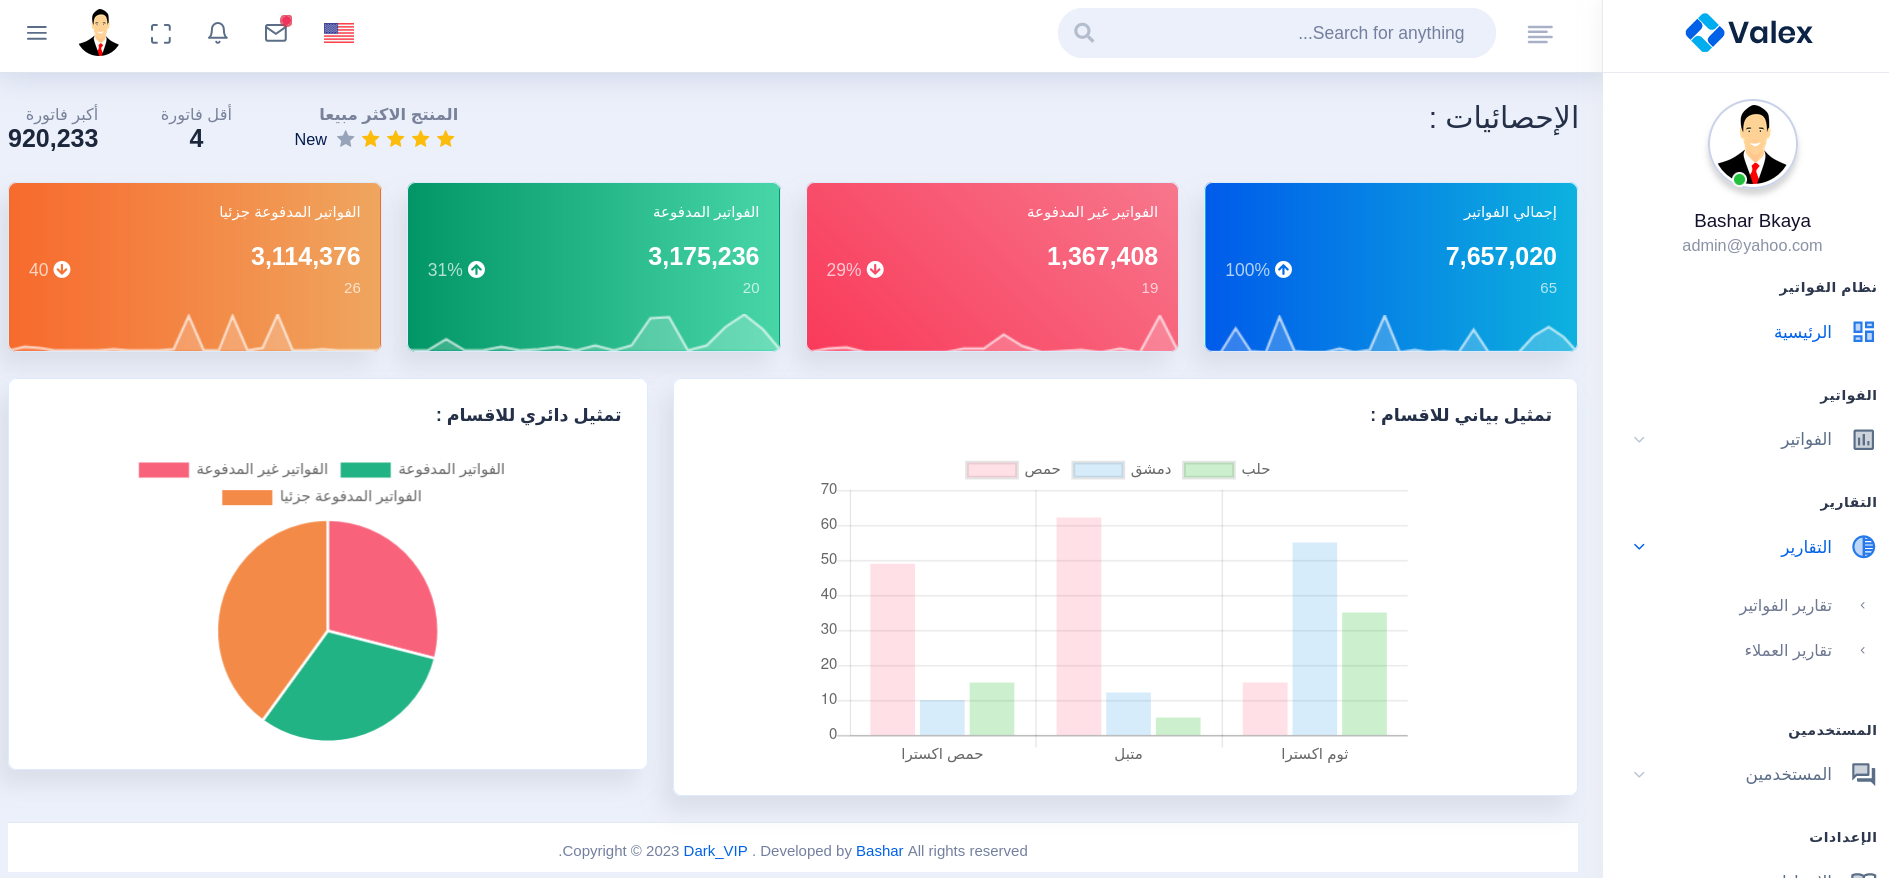 Valex
Search for anything...
Bashar Bkaya
admin@yahoo.com
نظام الفواتير
الرئيسية
الفواتير
الفواتير
التقارير
التقارير
تقارير الفواتير
تقارير العملاء
المستخدمين
المستخدمين
الإعدادات
الإحصائيات :
المنتج الاكثر مبيعا
New
أقل فاتورة
4
أكبر فاتورة
920,233
إجمالي الفواتير
7,657,020
65
100%
الفواتير غير المدفوعة
1,367,408
19
29%
الفواتير المدفوعة
3,175,236
20
31%
الفواتير المدفوعة جزئيا
3,114,376
26
40
تمثيل بياني للاقسام :
حمص دمشق حلب
70
60
50
40
30
20
10
0
حمص اكسترا متبل ثوم اكسترا
تمثيل دائري للاقسام :
الفواتير غير المدفوعة الفواتير المدفوعة
الفواتير المدفوعة جزئيا
Copyright © 2023 Dark_VIP . Developed by Bashar All rights reserved.